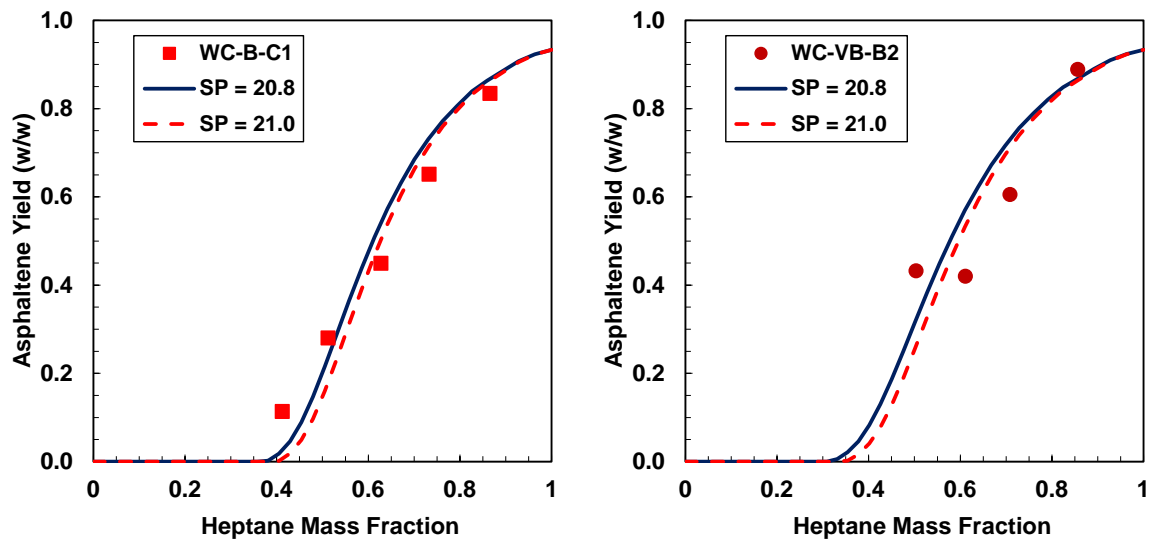 1.0
0.8
0.6
0.4
0.2
0.0
Asphaltene Yield (w/w)
WC-B-C1
SP = 20.8
SP = 21.0
0 0.2 0.4 0.6 0.8 1
Heptane Mass Fraction
1.0
0.8
0.6
0.4
0.2
0.0
Asphaltene Yield (w/w)
WC-VB-B2
SP = 20.8
SP = 21.0
0 0.2 0.4 0.6 0.8 1
Heptane Mass Fraction